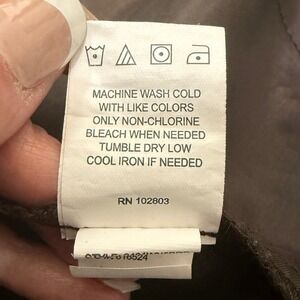 MACHINE WASH COLD
WITH LIKE COLORS
ONLY NON-CHLORINE
BLEACH WHEN NEEDED
TUMBLE DRY LOW
COOL IRON IF NEEDED
RN 102803